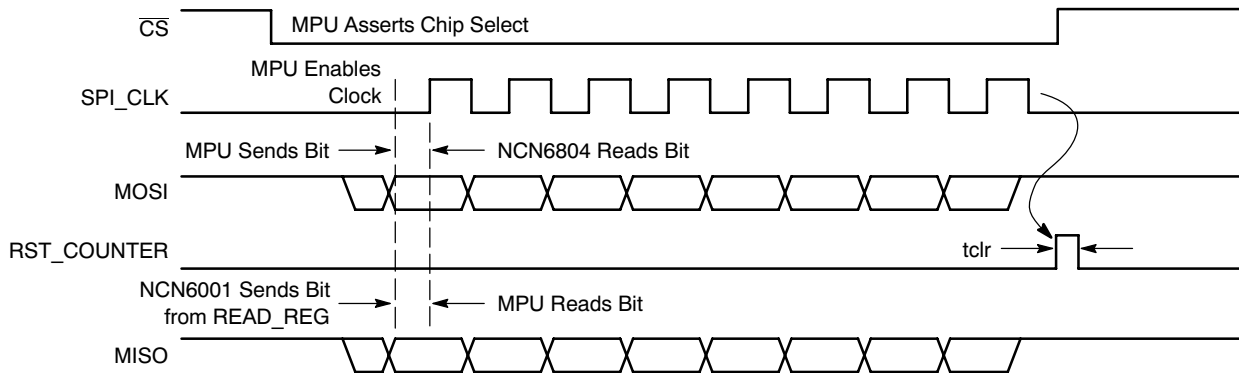 CS
MPU Asserts Chip Select
MPU Enables
Clock
SPI_CLK
MPU Sends Bit
NCN6804 Reads Bit
MOSI
RST_COUNTER
tclr
NCN6001 Sends Bit
from READ_REG
MPU Reads Bit
MISO